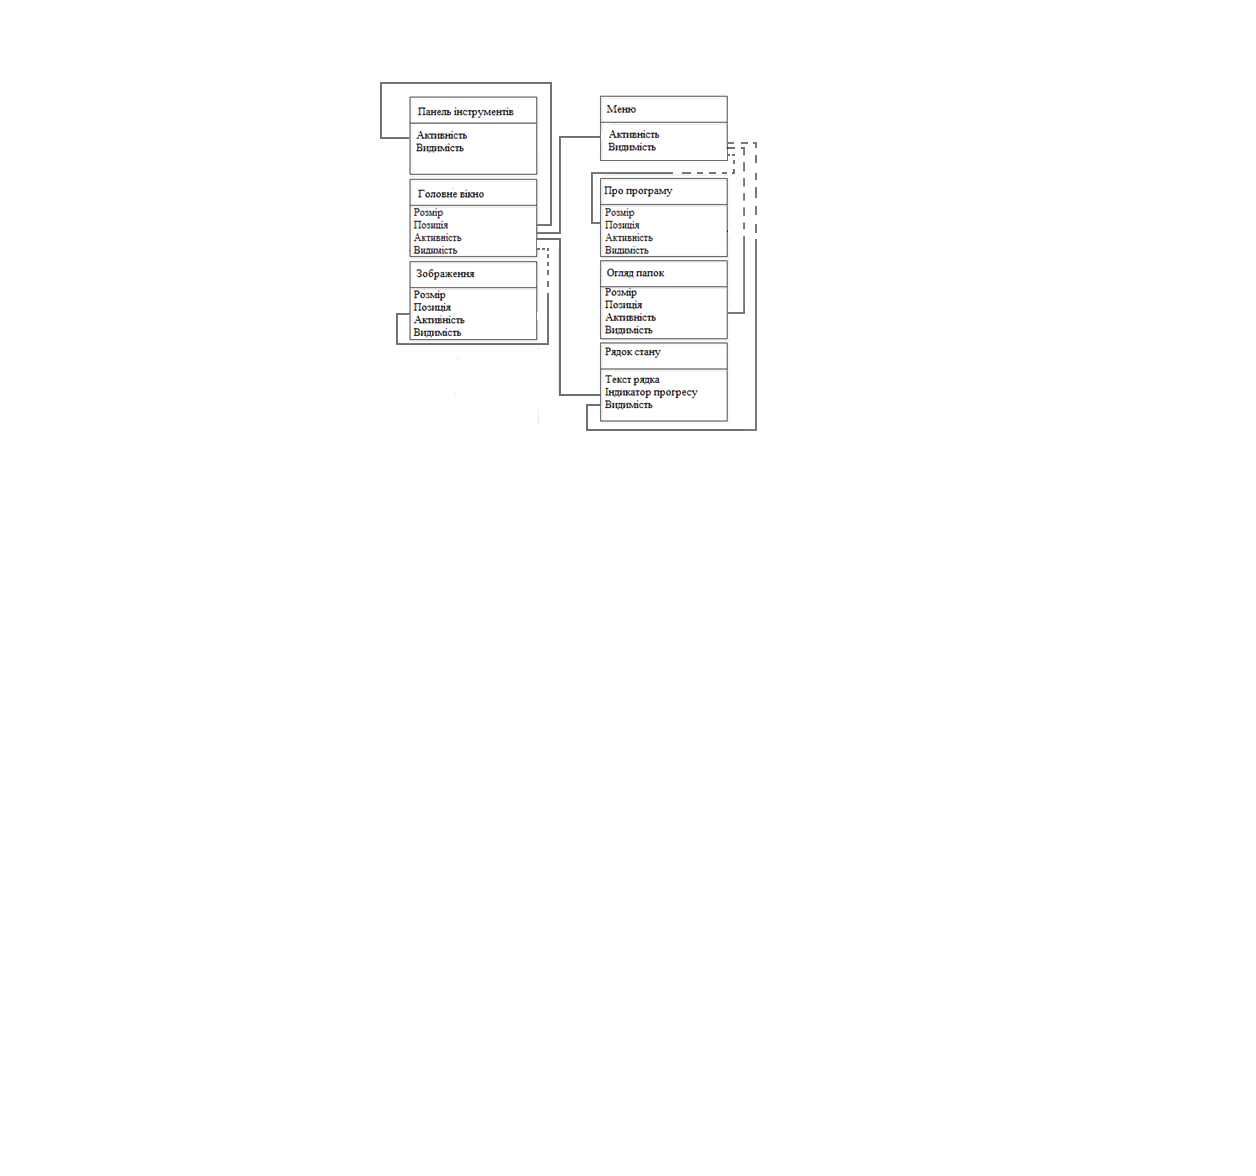 Панель інструментів
Активність
Видимість
Головне вікно
Розмір
Позиція
Активність
Видимість
Зображення
Розмір
Позиція
Активність
Видимість
Меню
Активність
Видимість
Про програму
Розмір
Позиція
Активність
Видимість
Огляд папок
Розмір
Позиція
Активність
Видимість
Рядок стану
Текст рядка
Індикатор прогресу
Видимість